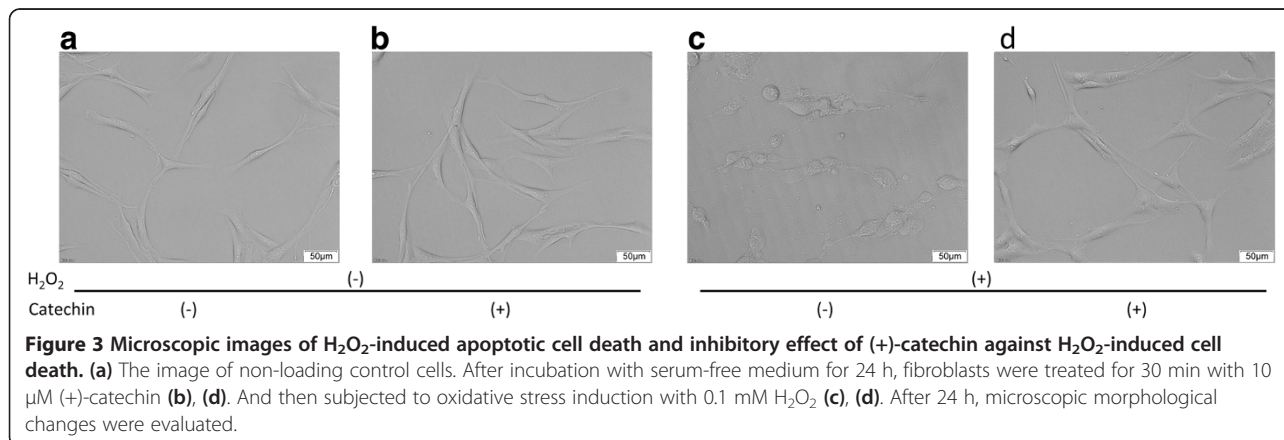 a b c d
50μm 50μm 50μm 50μm
H₂O₂ (-) (+)
Catechin (-) (+) (-) (+)
Figure 3 Microscopic images of H₂O₂-induced apoptotic cell death and inhibitory effect of (+)-catechin against H₂O₂-induced cell
death. (a) The image of non-loading control cells. After incubation with serum-free medium for 24 h, fibroblasts were treated for 30 min with 10
μM (+)-catechin (b), (d). And then subjected to oxidative stress induction with 0.1 mM H₂O₂ (c), (d). After 24 h, microscopic morphological
changes were evaluated.